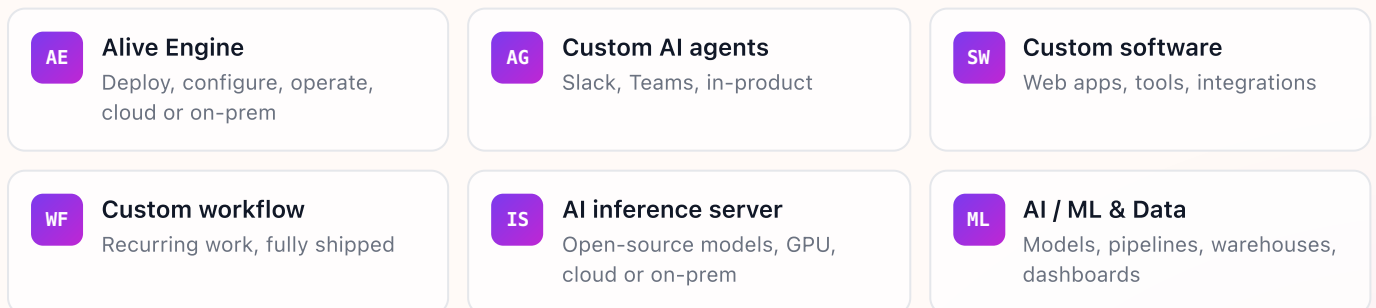 AE
Alive Engine
Deploy, configure, operate,
cloud or on-prem
AG
Custom AI agents
Slack, Teams, in-product
SW
Custom software
Web apps, tools, integrations
WF
Custom workflow
Recurring work, fully shipped
IS
AI inference server
Open-source models, GPU,
cloud or on-prem
ML
AI / ML & Data
Models, pipelines, warehouses,
dashboards